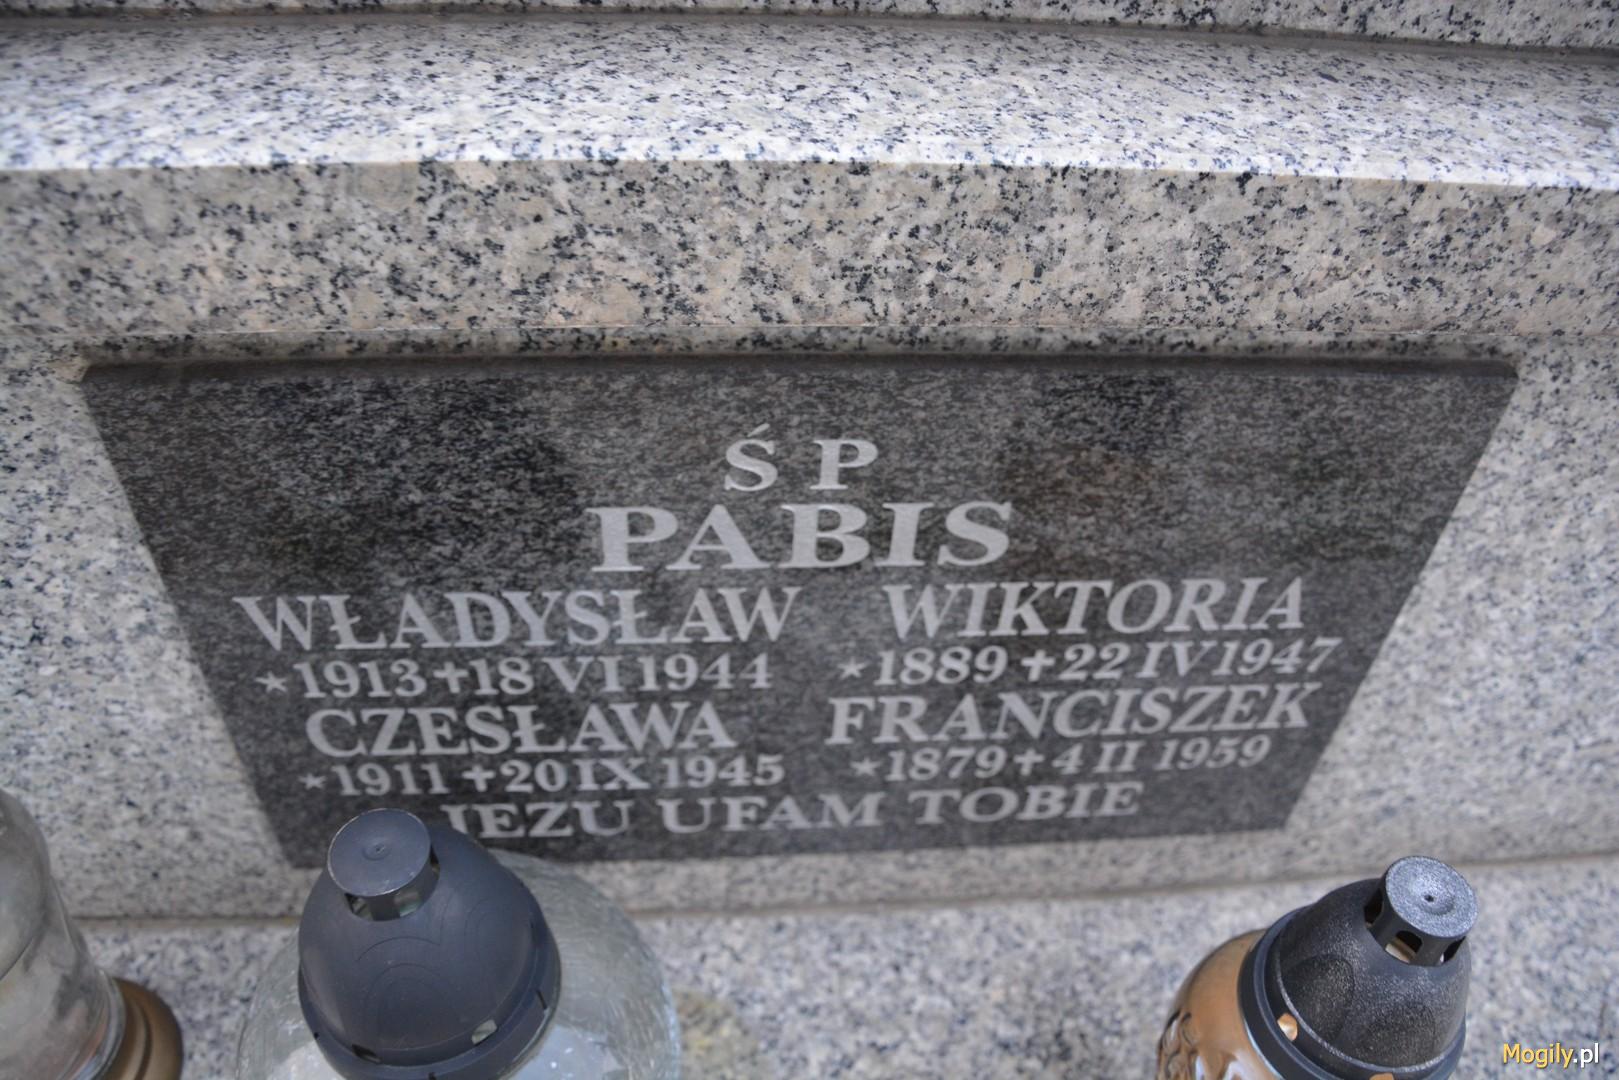 Ś P
PABIS
WŁADYSŁAW WIKTORIA
*1913+18 VI 1944 *1889+22 IV 1947
CZESŁAWA FRANCISZEK
*1911+20 IX 1945 *1879+4 II 1959
JEZU UFAM TOBIE
Mogily.pl